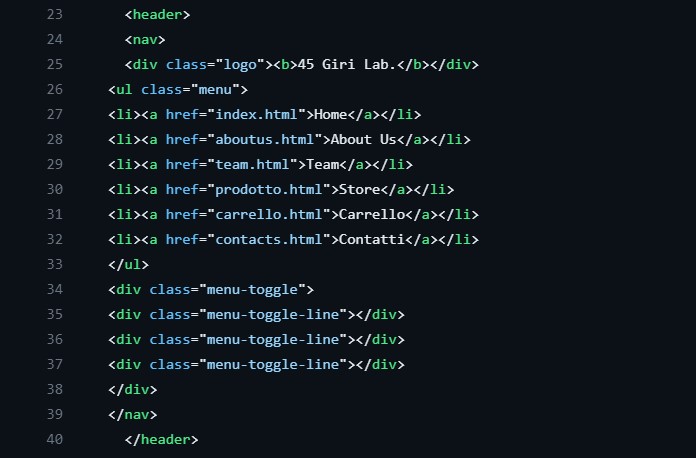 23 <header>
24 <nav>
25 <div class="logo"><b>45 Giri Lab.</b></div>
26 <ul class="menu">
27 <li><a href="index.html">Home</a></li>
28 <li><a href="aboutus.html">About Us</a></li>
29 <li><a href="team.html">Team</a></li>
30 <li><a href="prodotto.html">Store</a></li>
31 <li><a href="carrello.html">Carrello</a></li>
32 <li><a href="contacts.html">Contatti</a></li>
33 </ul>
34 <div class="menu-toggle">
35 <div class="menu-toggle-line"></div>
36 <div class="menu-toggle-line"></div>
37 <div class="menu-toggle-line"></div>
38 </div>
39 </nav>
40 </header>